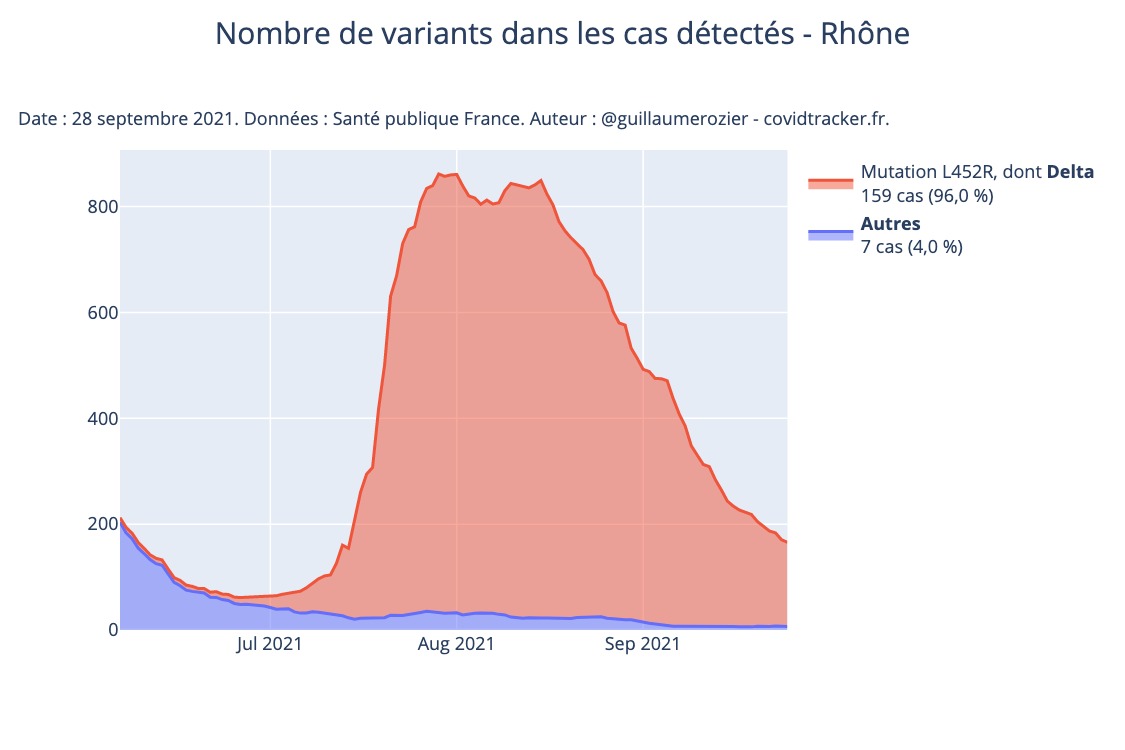 Nombre de variants dans les cas détectés - Rhône
Date : 28 septembre 2021. Données : Santé publique France. Auteur : @guillaumerozier - covidtracker.fr.
Mutation L452R, dont Delta
159 cas (96,0 %)
Autres
7 cas (4,0 %)
800
600
400
200
0
Jul 2021 Aug 2021 Sep 2021